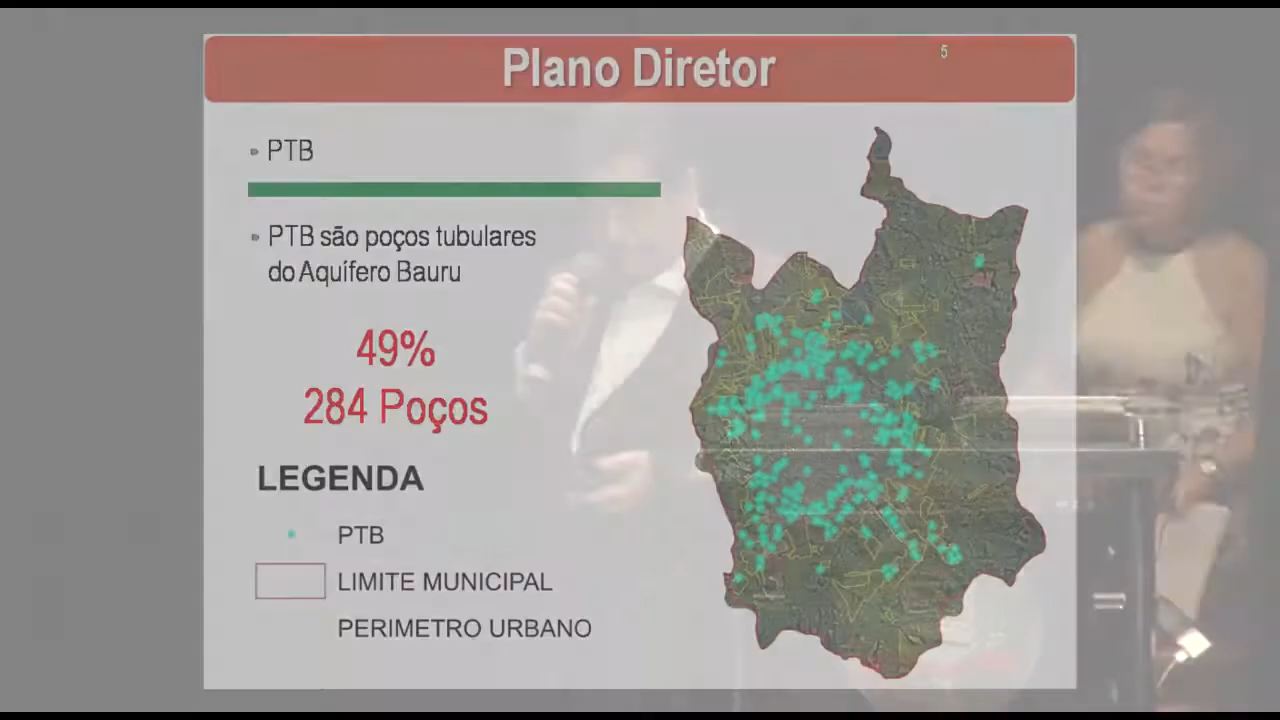 Plano Diretor
5
PTB
PTB são poços tubulares
do Aquífero Bauru
49%
284 Poços
LEGENDA
PTB
LIMITE MUNICIPAL
PERIMETRO URBANO